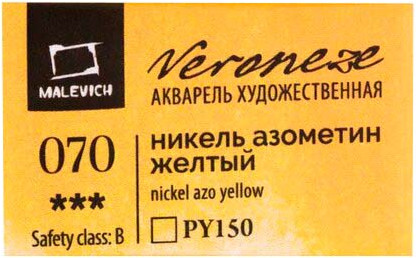 Veroneze
MALEVICH
АКВАРЕЛЬ ХУДОЖЕСТВЕННАЯ
070
***
Safety class: B
никель азометин
желтый
nickel azo yellow
PY150